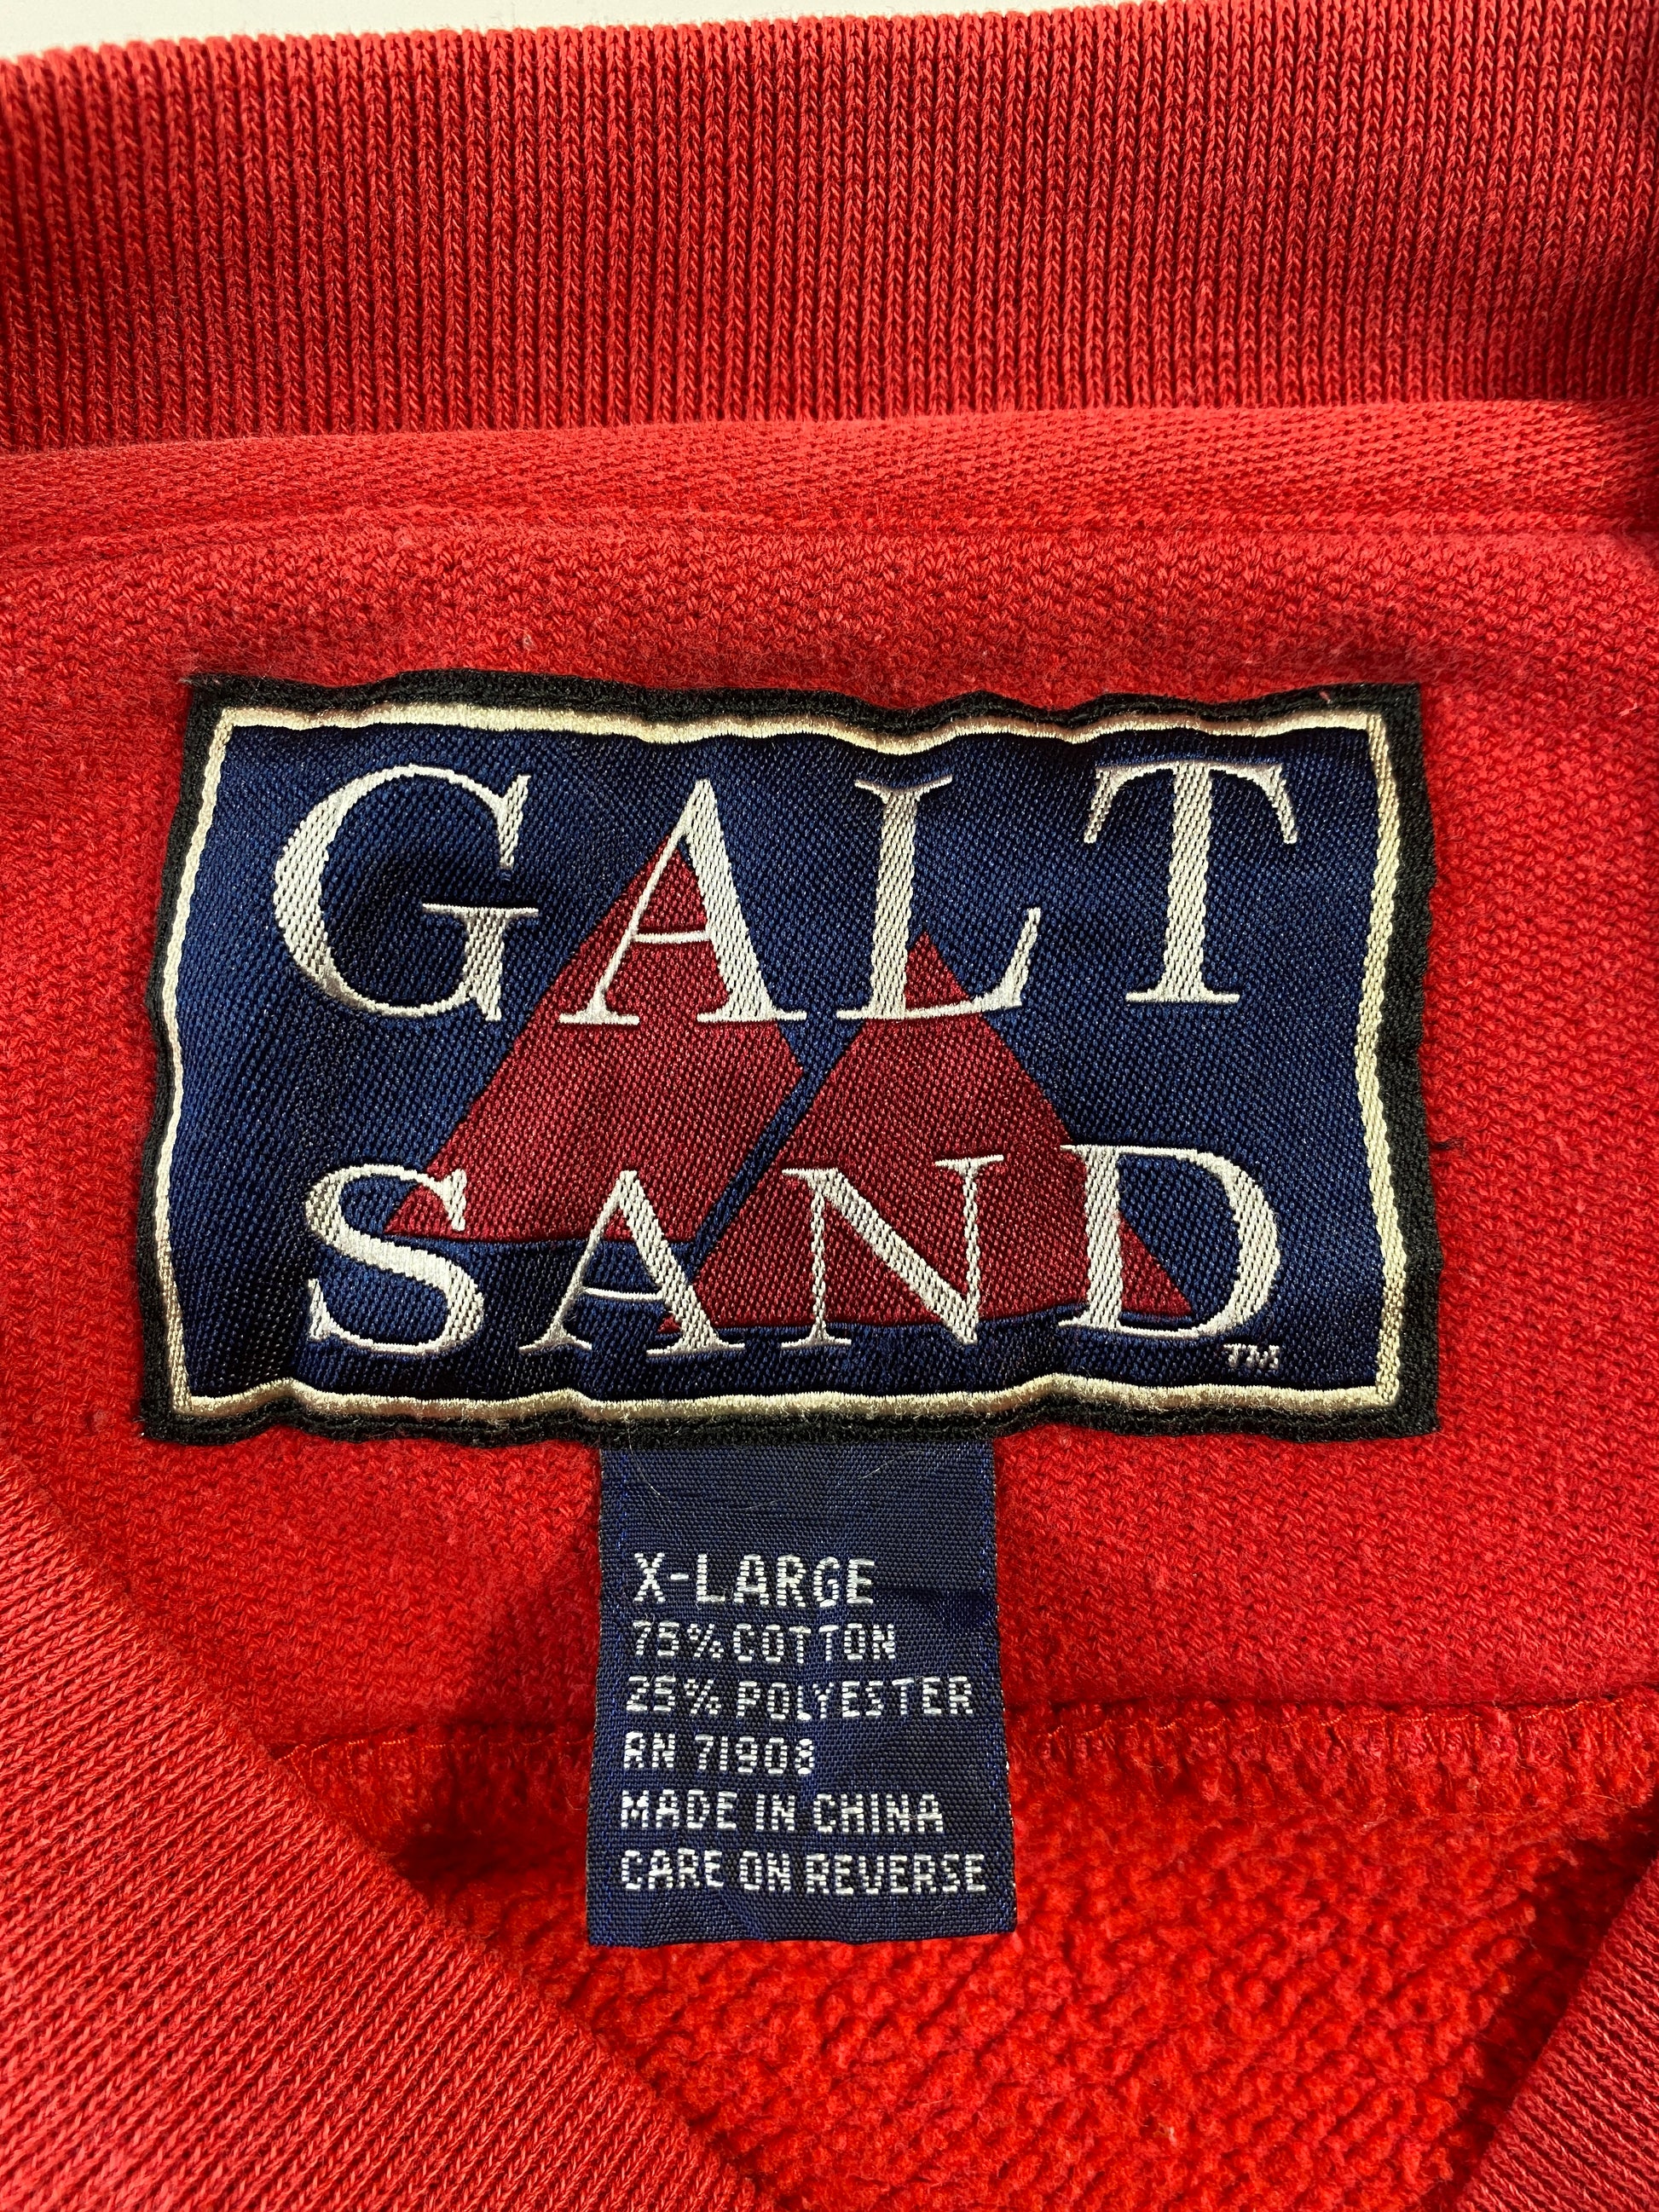 GALT
SAND
TM
X-LARGE
75% COTTON
25% POLYESTER
RN 71908
MADE IN CHINA
CARE ON REVERSE